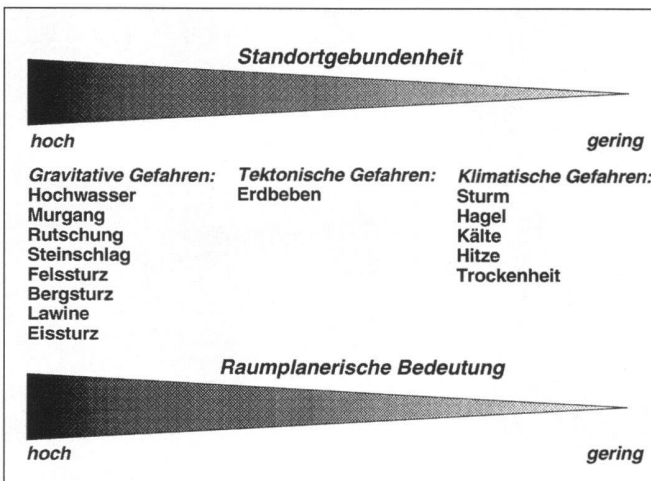 Standortgebundenheit
hoch gering
Gravitative Gefahren:
Hochwasser
Murgang
Rutschung
Steinschlag
Felssturz
Bergsturz
Lawine
Eissturz
Tektonische Gefahren:
Erdbeben
Klimatische Gefahren:
Sturm
Hagel
Kälte
Hitze
Trockenheit
Raumplanerische Bedeutung
hoch gering